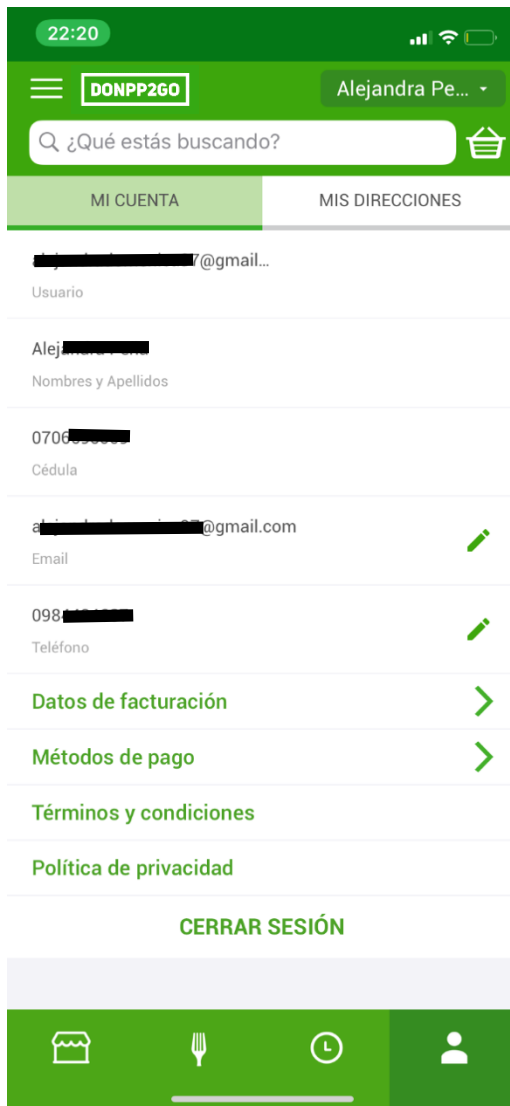 22:20
DONPP2GO
Alejandra Pe...
¿Qué estás buscando?
MI CUENTA
MIS DIRECCIONES
7@gmail...
Usuario
Alej
Nombres y Apellidos
0706
Cédula
a
@gmail.com
Email
098
Teléfono
Datos de facturación
Métodos de pago
Términos y condiciones
Política de privacidad
CERRAR SESIÓN